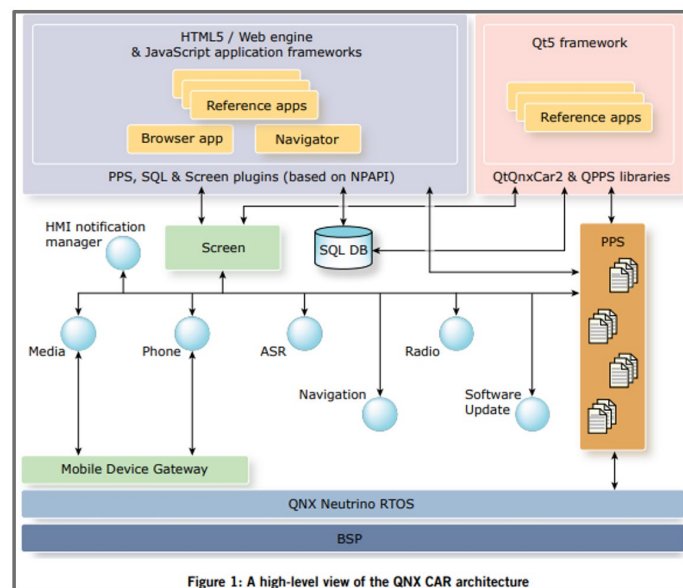 HTML5 / Web engine
& JavaScript application frameworks
Reference apps
Browser app
Navigator
PPS, SQL & Screen plugins (based on NPAPI)
Qt5 framework
Reference apps
QtQnxCar2 & QPPS libraries
HMI notification
manager
Screen
SQL DB
PPS
Media
Phone
ASR
Radio
Navigation
Software
Update
Mobile Device Gateway
QNX Neutrino RTOS
BSP
Figure 1: A high-level view of the QNX CAR architecture